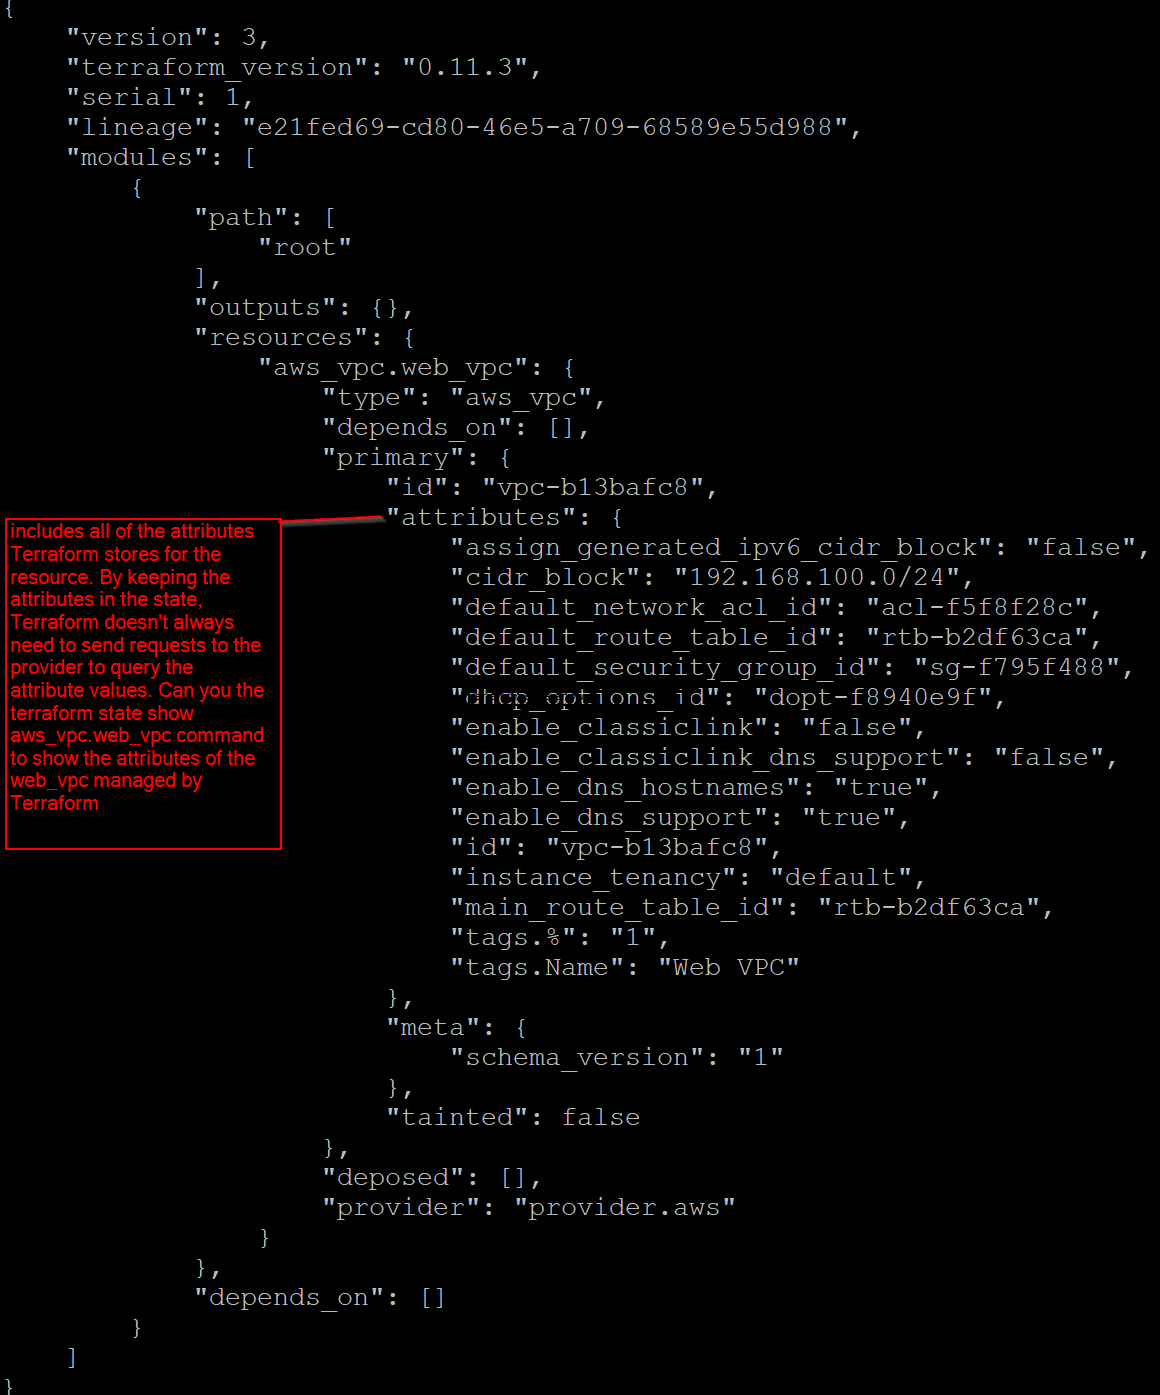 {
"version": 3,
"terraform_version": "0.11.3",
"serial": 1,
"lineage": "e21fed69-cd80-46e5-a709-68589e55d988",
"modules": [
{
"path": [
"root"
],
"outputs": {},
"resources": {
"aws_vpc.web_vpc": {
"type": "aws_vpc",
"depends_on": [],
"primary": {
"id": "vpc-b13bafc8",
"attributes": {
"assign_generated_ipv6_cidr_block": "false",
"cidr_block": "192.168.100.0/24",
"default_network_acl_id": "acl-f5f8f28c",
"default_route_table_id": "rtb-b2df63ca",
"default_security_group_id": "sg-f795f488",
"dhcp_options_id": "dopt-f8940e9f",
"enable_classiclink": "false",
"enable_classiclink_dns_support": "false",
"enable_dns_hostnames": "true",
"enable_dns_support": "true",
"id": "vpc-b13bafc8",
"instance_tenancy": "default",
"main_route_table_id": "rtb-b2df63ca",
"tags.%": "1",
"tags.Name": "Web VPC"
},
"meta": {
"schema_version": "1"
},
"tainted": false
},
"deposed": [],
"provider": "provider.aws"
}
},
"depends_on": []
}
]
}
includes all of the attributes
Terraform stores for the
resource. By keeping the
attributes in the state,
Terraform doesn't always
need to send requests to the
provider to query the
attribute values. Can you the
terraform state show
aws_vpc.web_vpc command
to show the attributes of the
web_vpc managed by
Terraform